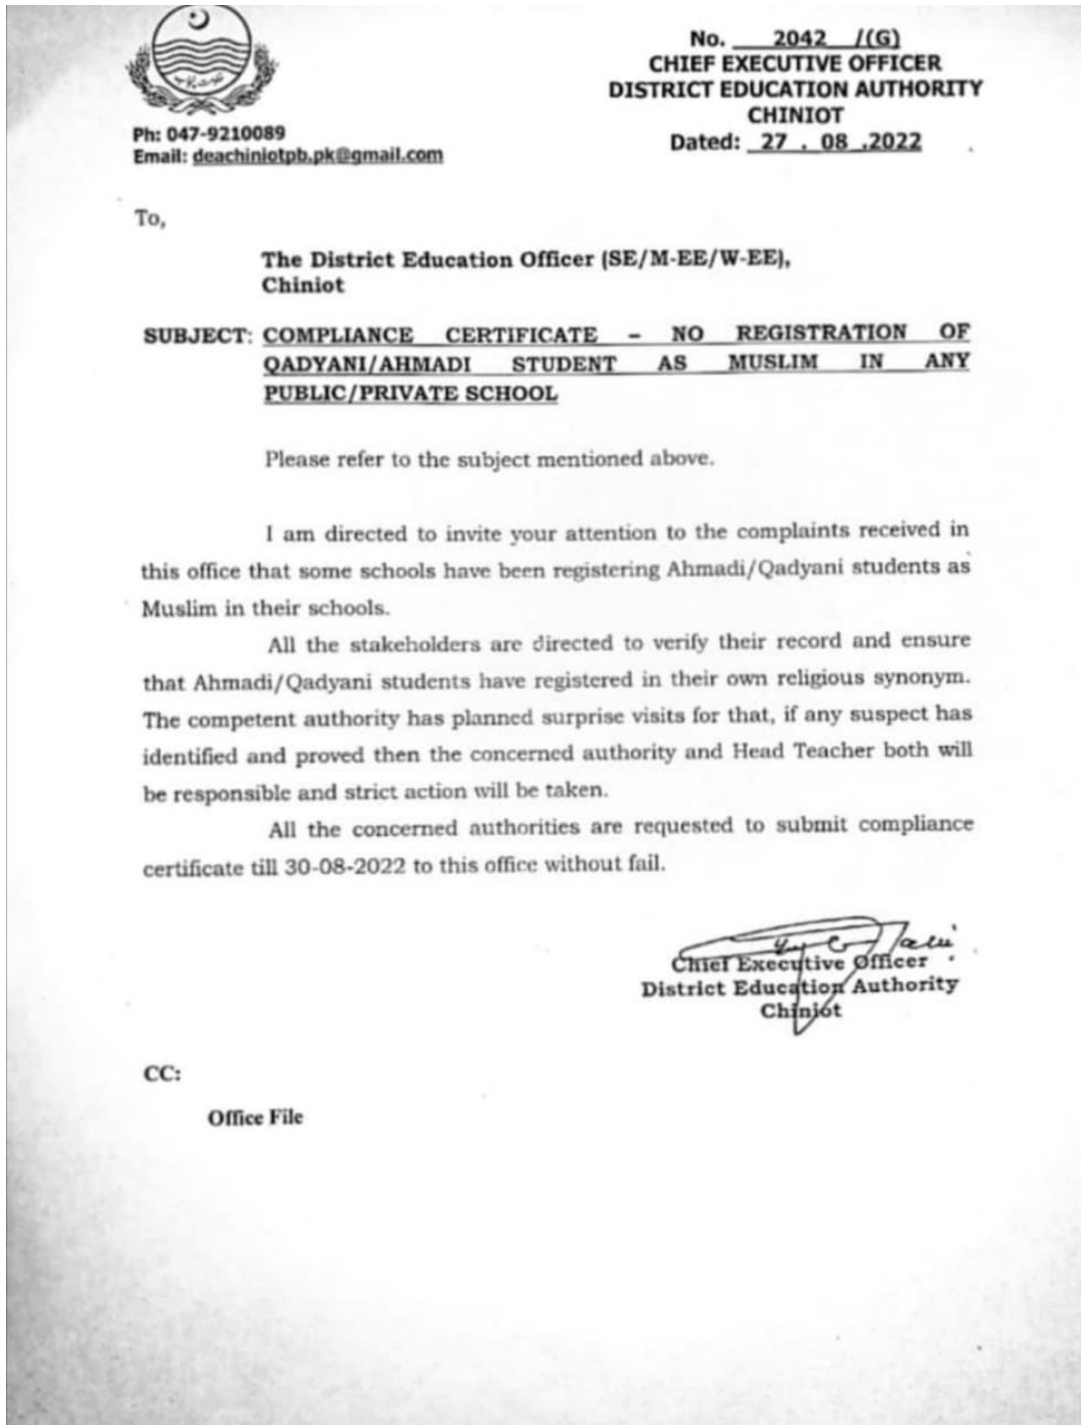 No. 2042 /(G)
CHIEF EXECUTIVE OFFICER
DISTRICT EDUCATION AUTHORITY
CHINIOT
Dated: 27 . 08 .2022
Ph: 047-9210089
Email: deachiniotpb.pk@gmail.com
To,
The District Education Officer (SE/M-EE/W-EE),
Chiniot
SUBJECT: COMPLIANCE CERTIFICATE – NO REGISTRATION OF
QADYANI/AHMADI STUDENT AS MUSLIM IN ANY
PUBLIC/PRIVATE SCHOOL
Please refer to the subject mentioned above.
I am directed to invite your attention to the complaints received in
this office that some schools have been registering Ahmadi/Qadyani students as
Muslim in their schools.
All the stakeholders are directed to verify their record and ensure
that Ahmadi/Qadyani students have registered in their own religious synonym.
The competent authority has planned surprise visits for that, if any suspect has
identified and proved then the concerned authority and Head Teacher both will
be responsible and strict action will be taken.
All the concerned authorities are requested to submit compliance
certificate till 30-08-2022 to this office without fail.
Chief Executive Officer
District Education Authority
Chiniot
CC:
Office File